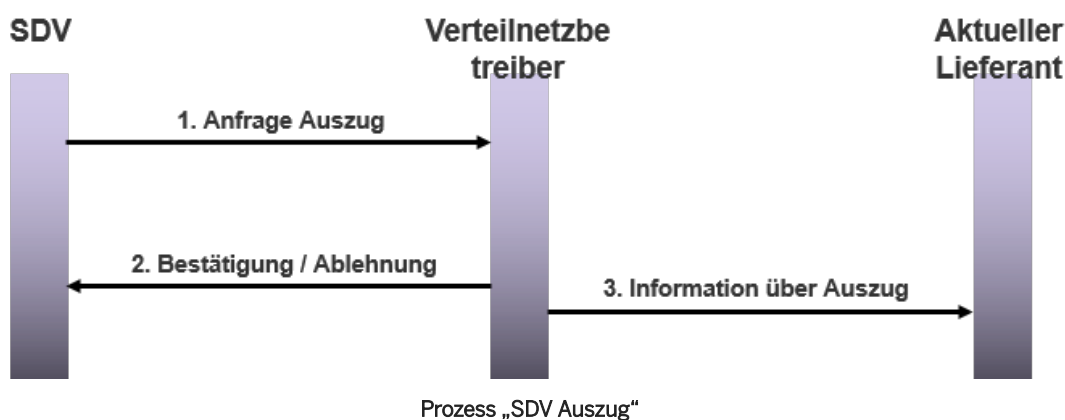 SDV
Verteilnetzbe
treiber
Aktueller
Lieferant
1. Anfrage Auszug
2. Bestätigung / Ablehnung
3. Information über Auszug
Prozess „SDV Auszug“